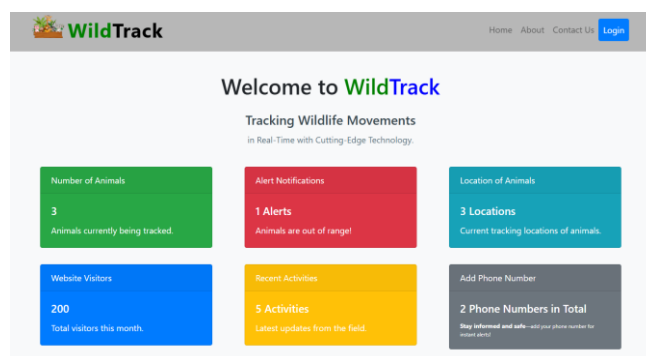 WildTrack
Home About Contact Us Login
Welcome to WildTrack
Tracking Wildlife Movements
in Real-Time with Cutting-Edge Technology.
Number of Animals
3
Animals currently being tracked.
Alert Notifications
1 Alerts
Animals are out of range!
Location of Animals
3 Locations
Current tracking locations of animals.
Website Visitors
200
Total visitors this month.
Recent Activities
5 Activities
Latest updates from the field.
Add Phone Number
2 Phone Numbers in Total
Stay informed and safe—add your phone number for
instant alerts!